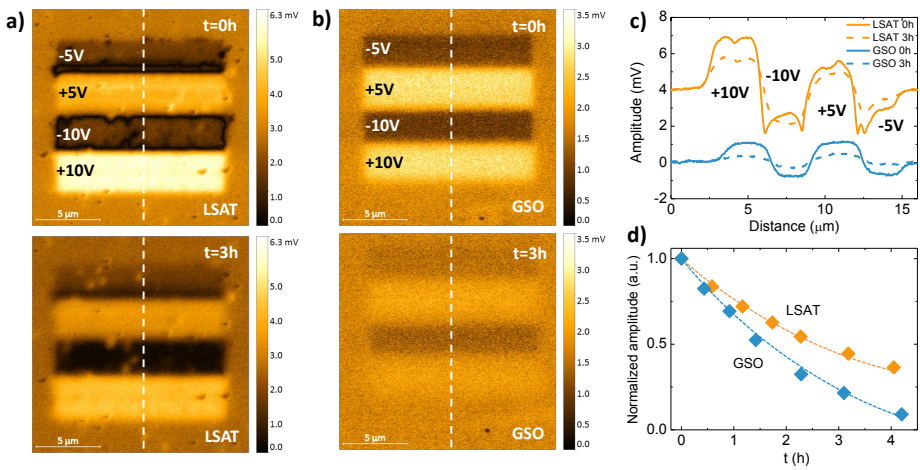 a)
t=0h
-5V
+5V
-10V
+10V
5 μm
LSAT
6.3 mV
5.0
4.0
3.0
2.0
1.0
0.0
t=3h
5 μm
LSAT
6.3 mV
5.0
4.0
3.0
2.0
1.0
0.0
b)
t=0h
-5V
+5V
-10V
+10V
5 μm
GSO
3.5 mV
3.0
2.5
2.0
1.5
1.0
0.5
0.0
t=3h
5 μm
GSO
3.5 mV
3.0
2.5
2.0
1.5
1.0
0.5
0.0
c)
Amplitude (mV)
8
6
4
2
0
-2
LSAT 0h
LSAT 3h
GSO 0h
GSO 3h
+10V
-10V
+5V
-5V
0
5
10
15
Distance (μm)
d)
Normalized amplitude (a.u.)
1.0
0.5
0.0
LSAT
GSO
0
1
2
3
4
t (h)